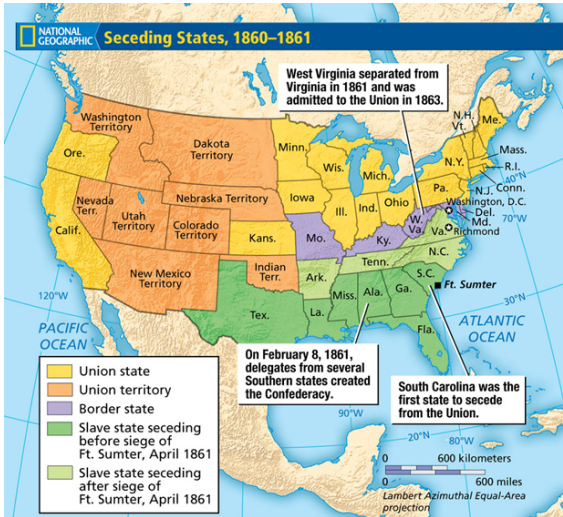 NATIONAL
GEOGRAPHIC
Seceding States, 1860–1861
West Virginia separated from
Virginia in 1861 and was
admitted to the Union in 1863.
Washington
Territory
Dakota
Territory
Minn.
N.H.
Vt.
Me.
Ore.
Wis.
Mich.
N.Y.
Mass.
R.I.
Conn.
40°N
Nevada
Terr.
Utah
Territory
Nebraska Territory
Colorado
Territory
Iowa
Ill.
Ind.
Ohio
Pa.
N.J.
Washington, D.C.
Del.
Md.
70°W
Calif.
Kans.
Mo.
Ky.
W.
Va.
Va.
Richmond
New Mexico
Territory
Indian
Terr.
Ark.
Tenn.
N.C.
S.C.
Ft. Sumter
120°W
Tex.
La.
Miss.
Ala.
Ga.
30°N
Fla.
PACIFIC
OCEAN
ATLANTIC
OCEAN
On February 8, 1861,
delegates from several
Southern states created
the Confederacy.
South Carolina was the
first state to secede
from the Union.
Union state
Union territory
Border state
Slave state seceding
before siege of
Ft. Sumter, April 1861
Slave state seceding
after siege of
Ft. Sumter, April 1861
90°W
20°N
80°W
0
600 kilometers
0
600 miles
Lambert Azimuthal Equal-Area
projection